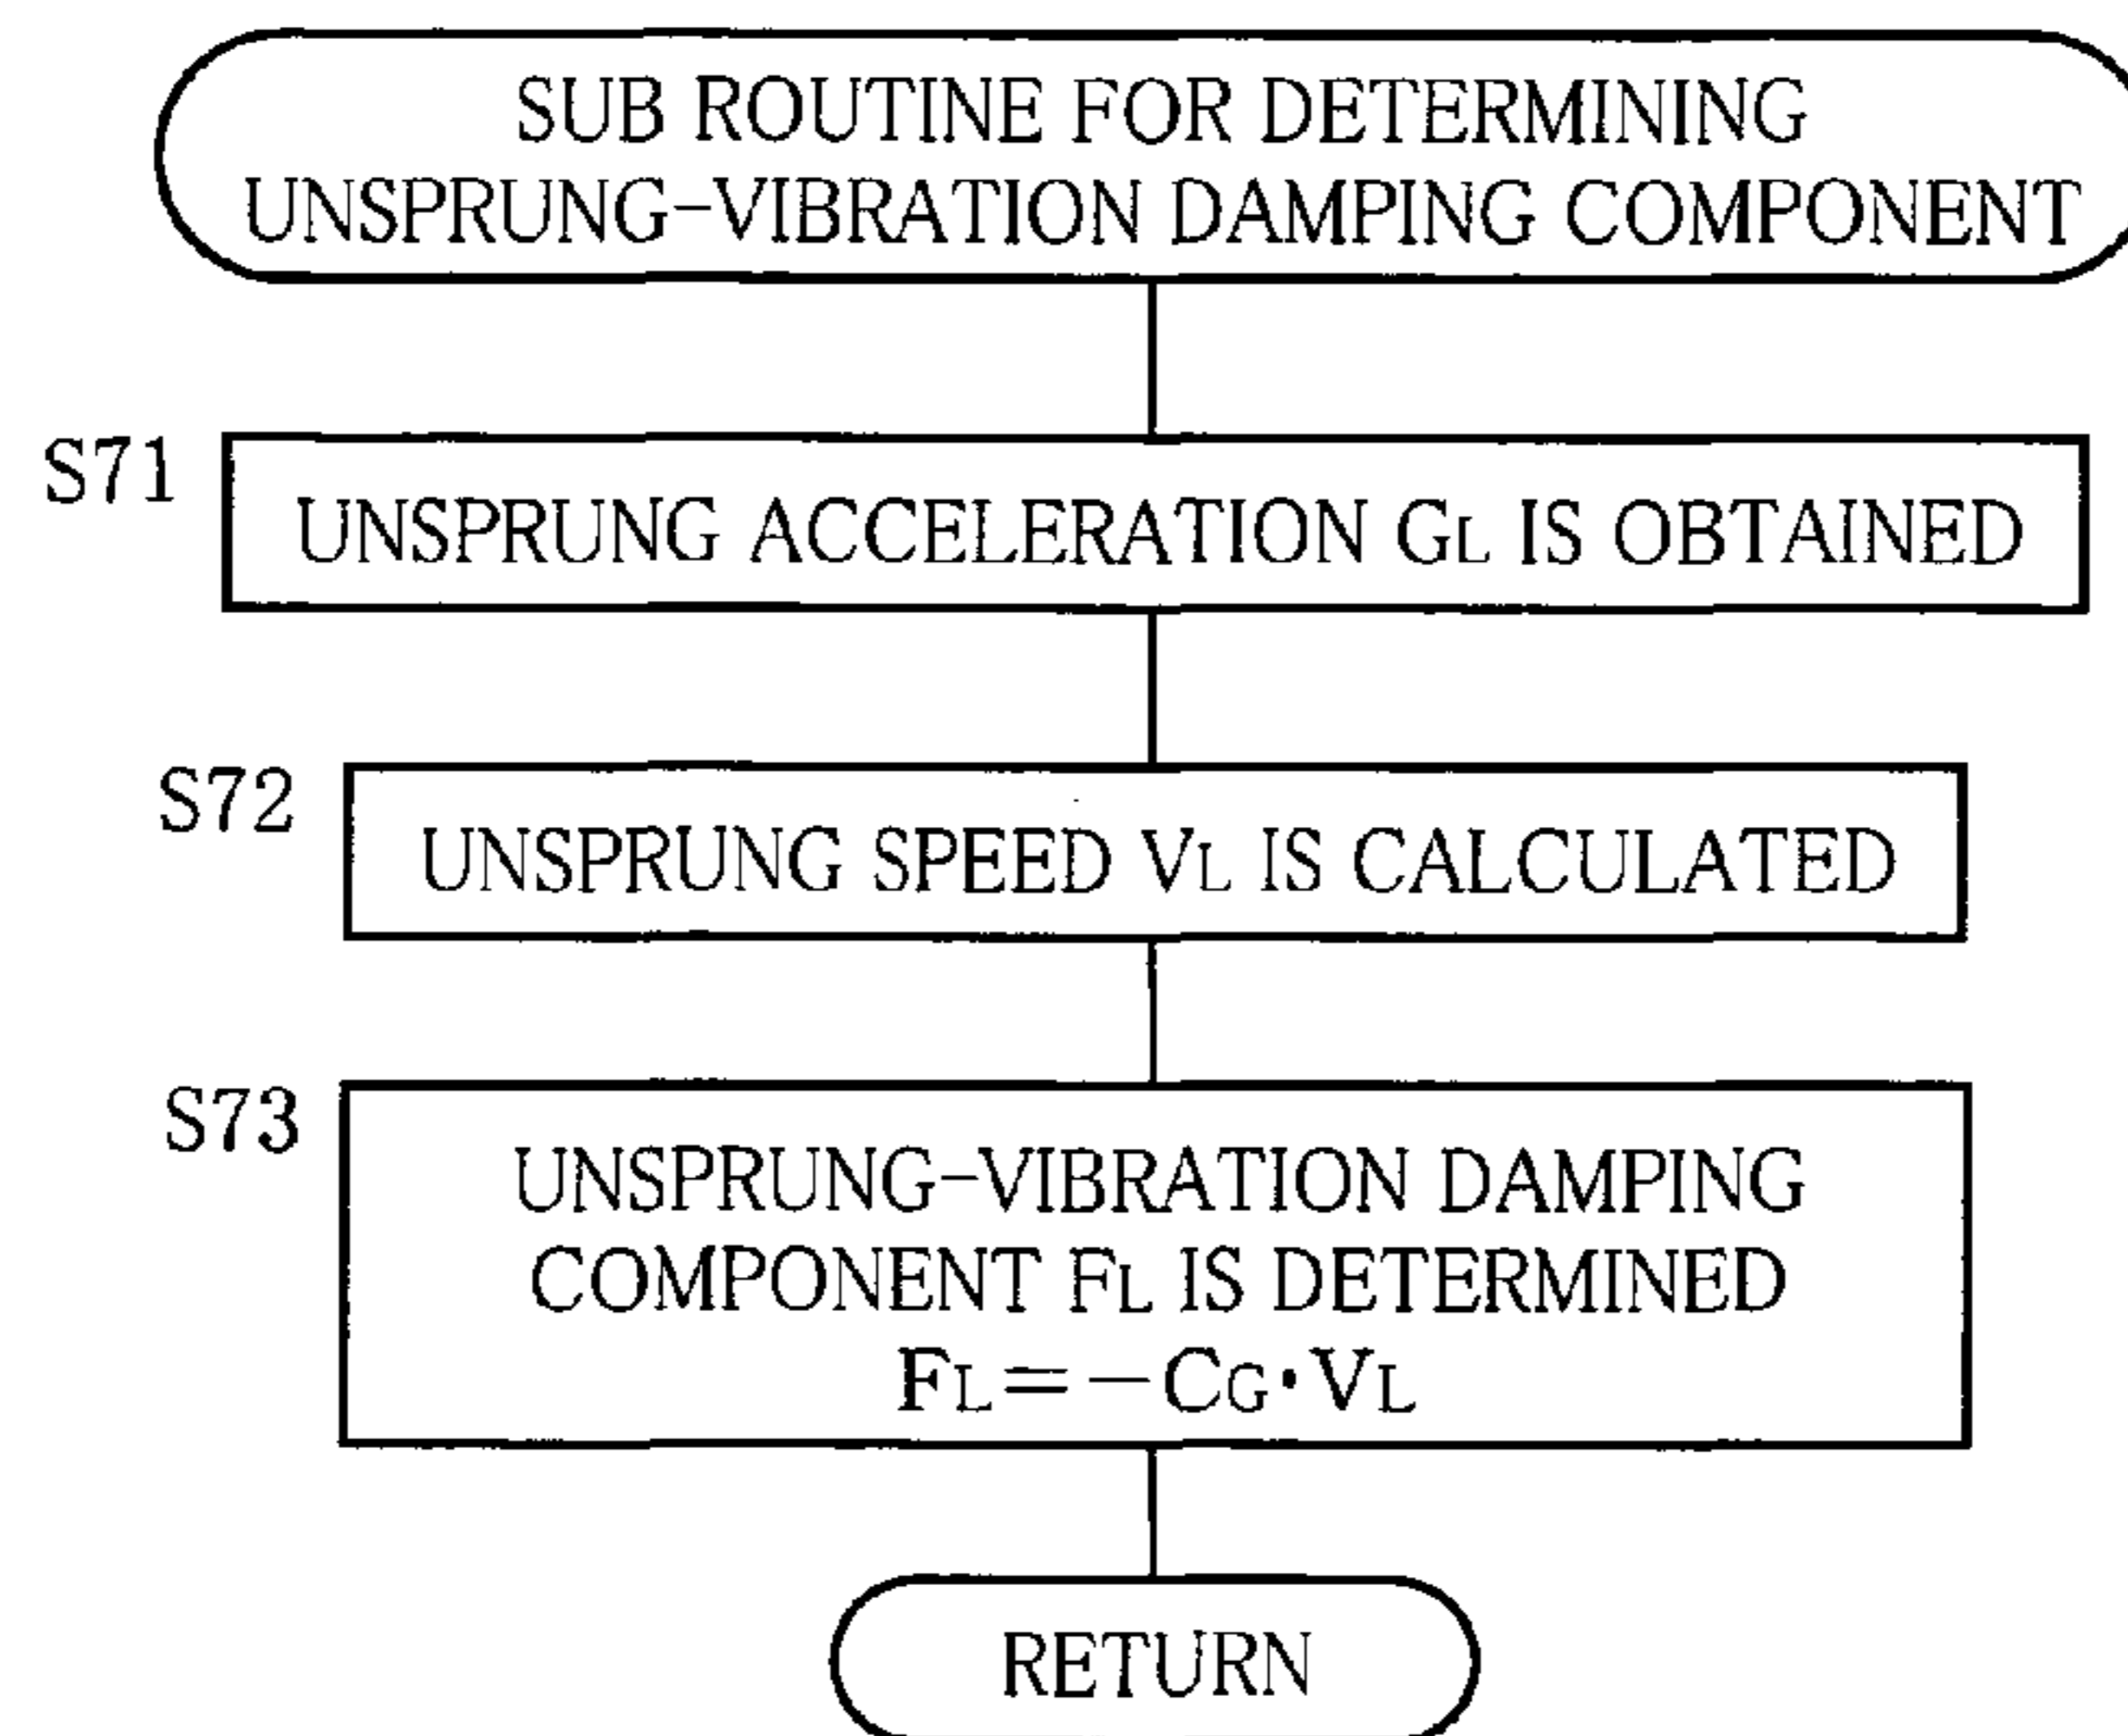 SUB ROUTINE FOR DETERMINING
UNSPRUNG-VIBRATION DAMPING COMPONENT
S71
UNSPRUNG ACCELERATION GL IS OBTAINED
S72
UNSPRUNG SPEED VL IS CALCULATED
S73
UNSPRUNG-VIBRATION DAMPING
COMPONENT FL IS DETERMINED
FL=-CG·VL
RETURN